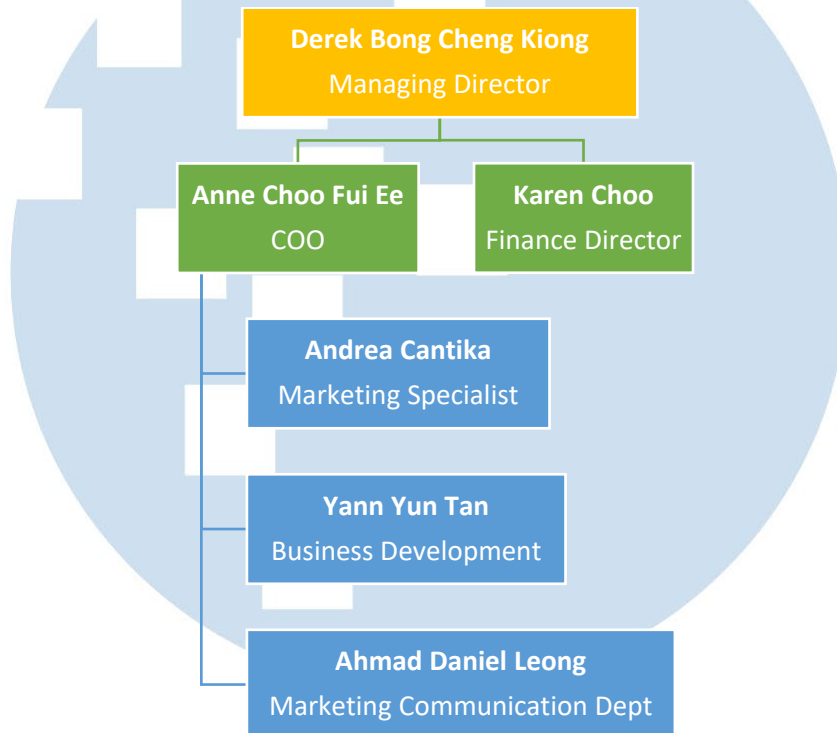 Derek Bong Cheng Kiong
Managing Director
Anne Choo Fui Ee
COO
Karen Choo
Finance Director
Andrea Cantika
Marketing Specialist
Yann Yun Tan
Business Development
Ahmad Daniel Leong
Marketing Communication Dept